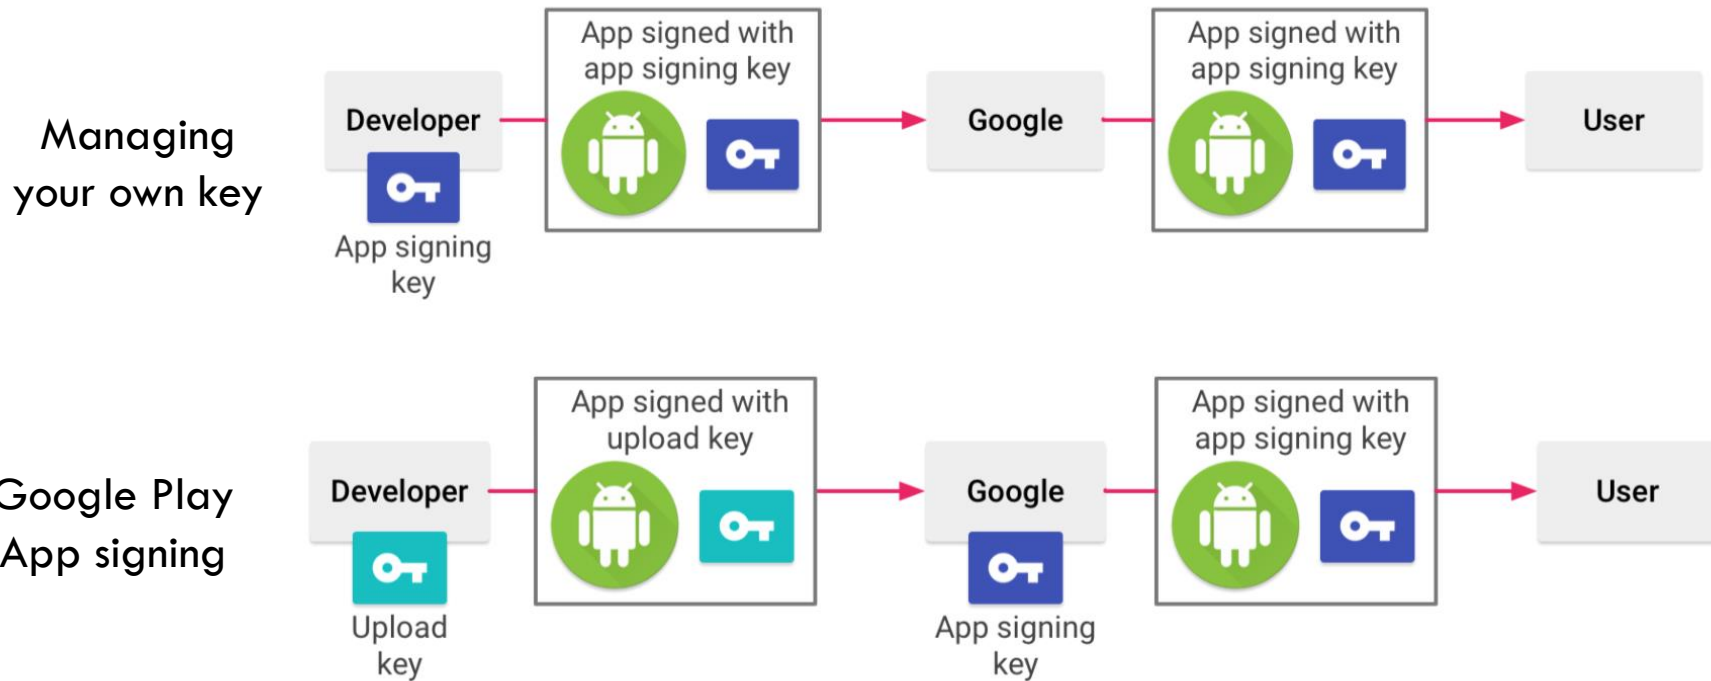 Managing
your own key
Developer
App signing
key
App signed with
app signing key
Google
App signed with
app signing key
User
Google Play
App signing
Developer
Upload
key
App signed with
upload key
Google
App signing
key
App signed with
app signing key
User